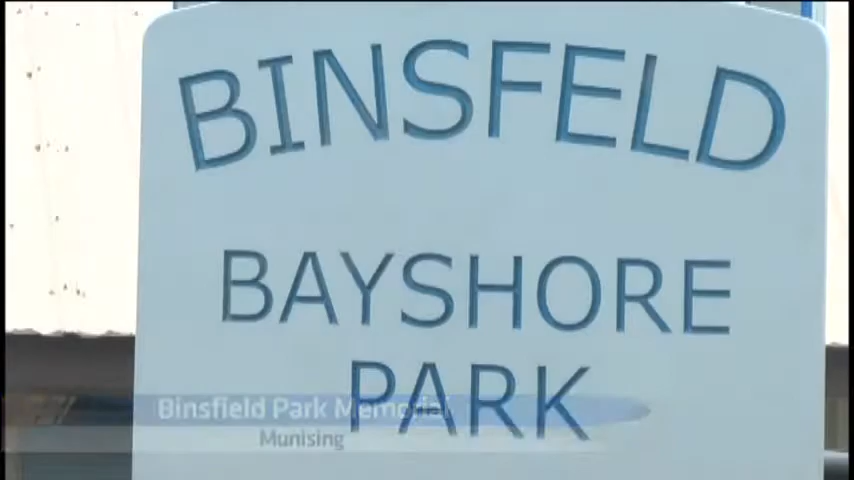 BINSFELD
BAYSHORE
PARK
Binsfield Park Memorial
Munising